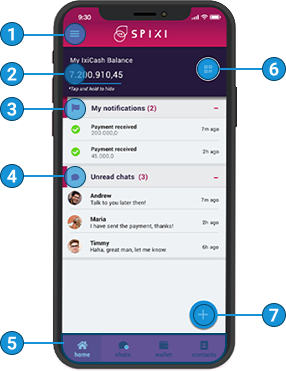 9:30
1
SPIXI
My IxiCash Balance
2
7.200.910,45
6
*Tap and hold to hide
3
My notifications (2)
Payment received
200.000,0
7m ago
Payment received
45.000,0
2h ago
4
Unread chats (3)
Andrew
Talk to you later then!
7m ago
Maria
I have sent the payment, thanks!
2h ago
Timmy
Haha, great man, let me know
6h ago
7
5
home
chats
wallet
contacts